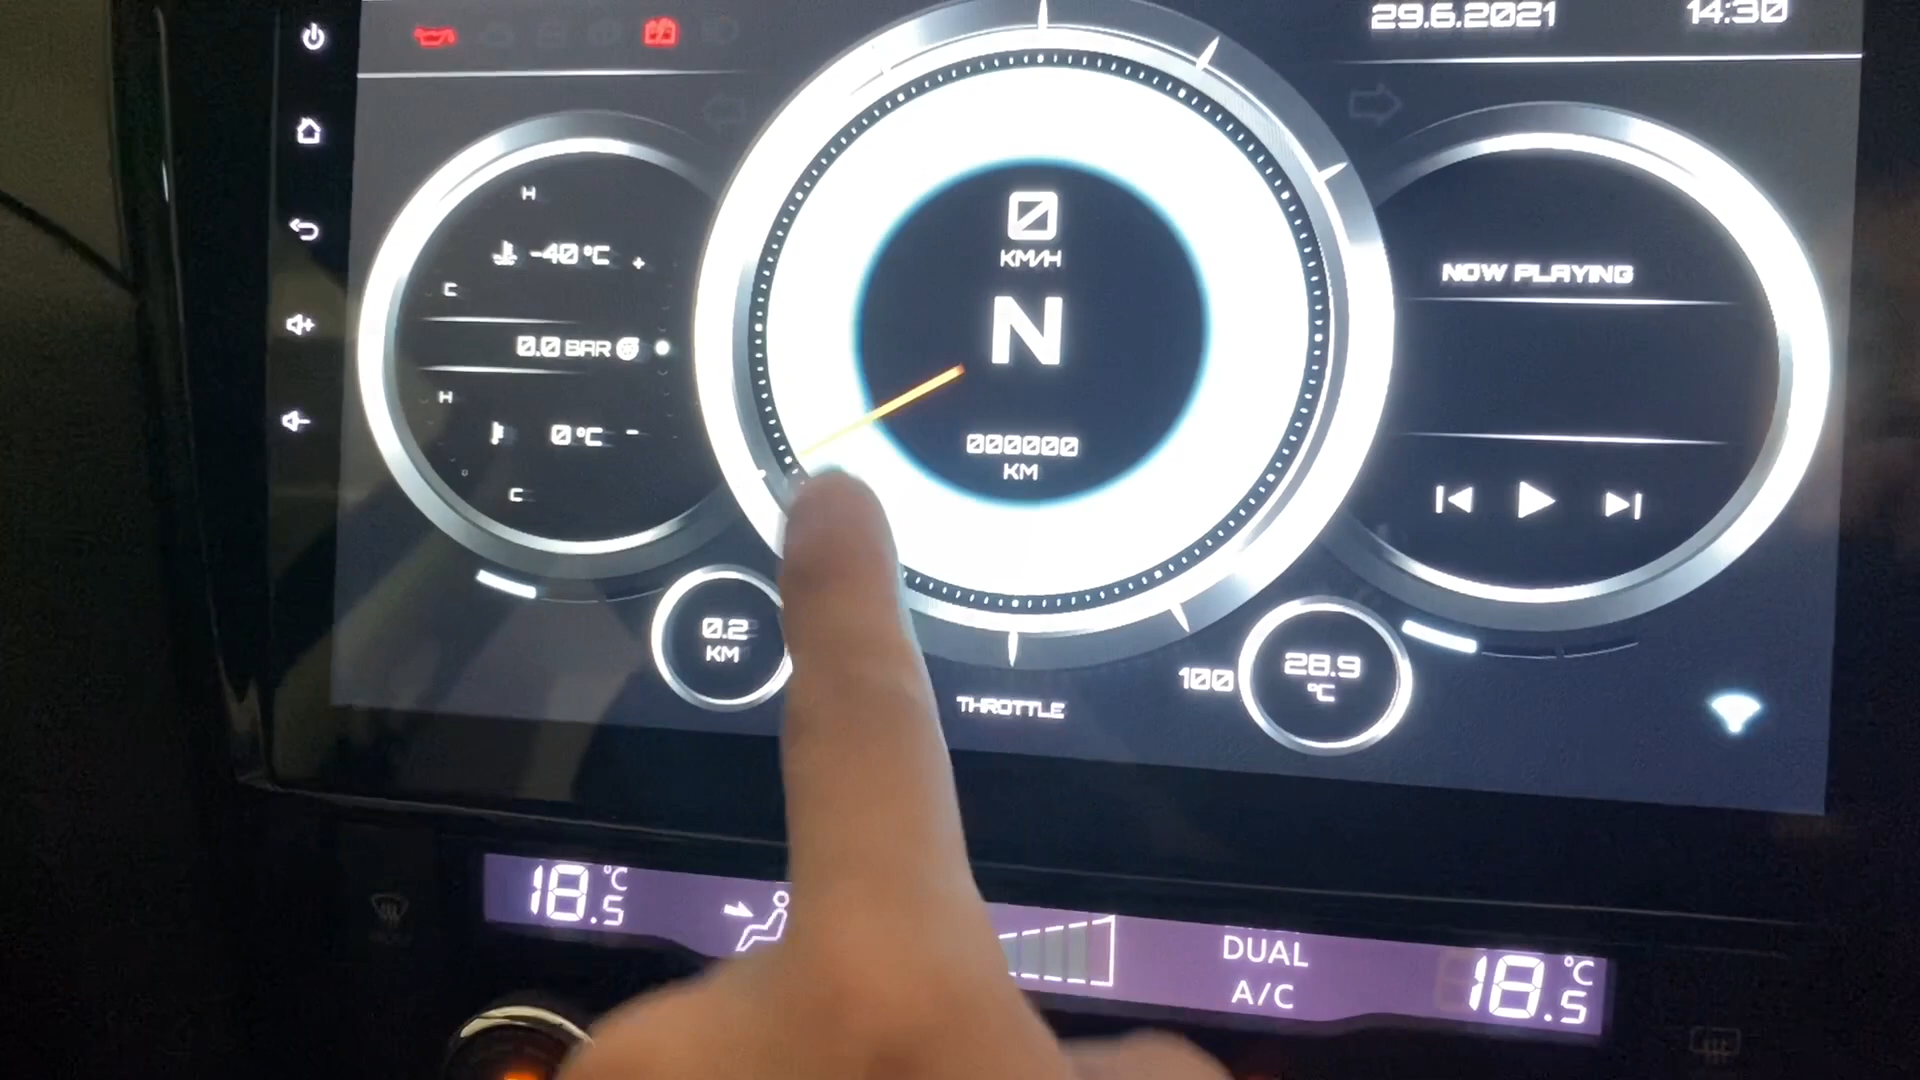 29.6.2021
14:30
H
-40 °C +
C
0.0 BAR
H
0 °C -
C
0
KM/H
N
000000
KM
NOW PLAYING
0.2
KM
THROTTLE
100
28.9
°C
18.5 °C
DUAL
A/C
18.5 °C